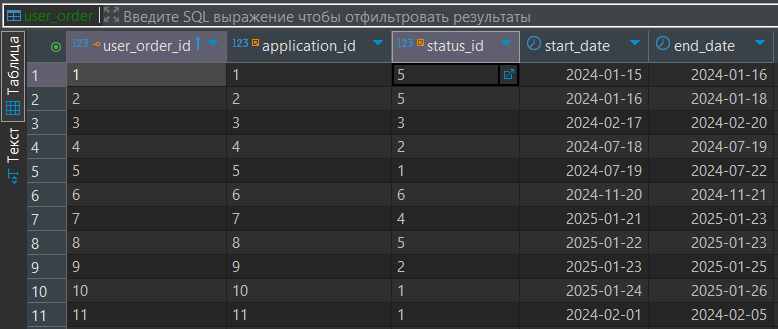 user_order Введите SQL выражение чтобы отфильтровать результаты
Таблица
Текст
123 user_order_id 123 application_id 123 status_id start_date end_date
1 1 1 5 2024-01-15 2024-01-16
2 2 2 5 2024-01-16 2024-01-18
3 3 3 3 2024-02-17 2024-02-20
4 4 4 2 2024-07-18 2024-07-19
5 5 5 1 2024-07-19 2024-07-22
6 6 6 6 2024-11-20 2024-11-21
7 7 7 4 2025-01-21 2025-01-23
8 8 8 5 2025-01-22 2025-01-23
9 9 9 2 2025-01-23 2025-01-25
10 10 10 1 2025-01-24 2025-01-26
11 11 11 1 2024-02-01 2024-02-05